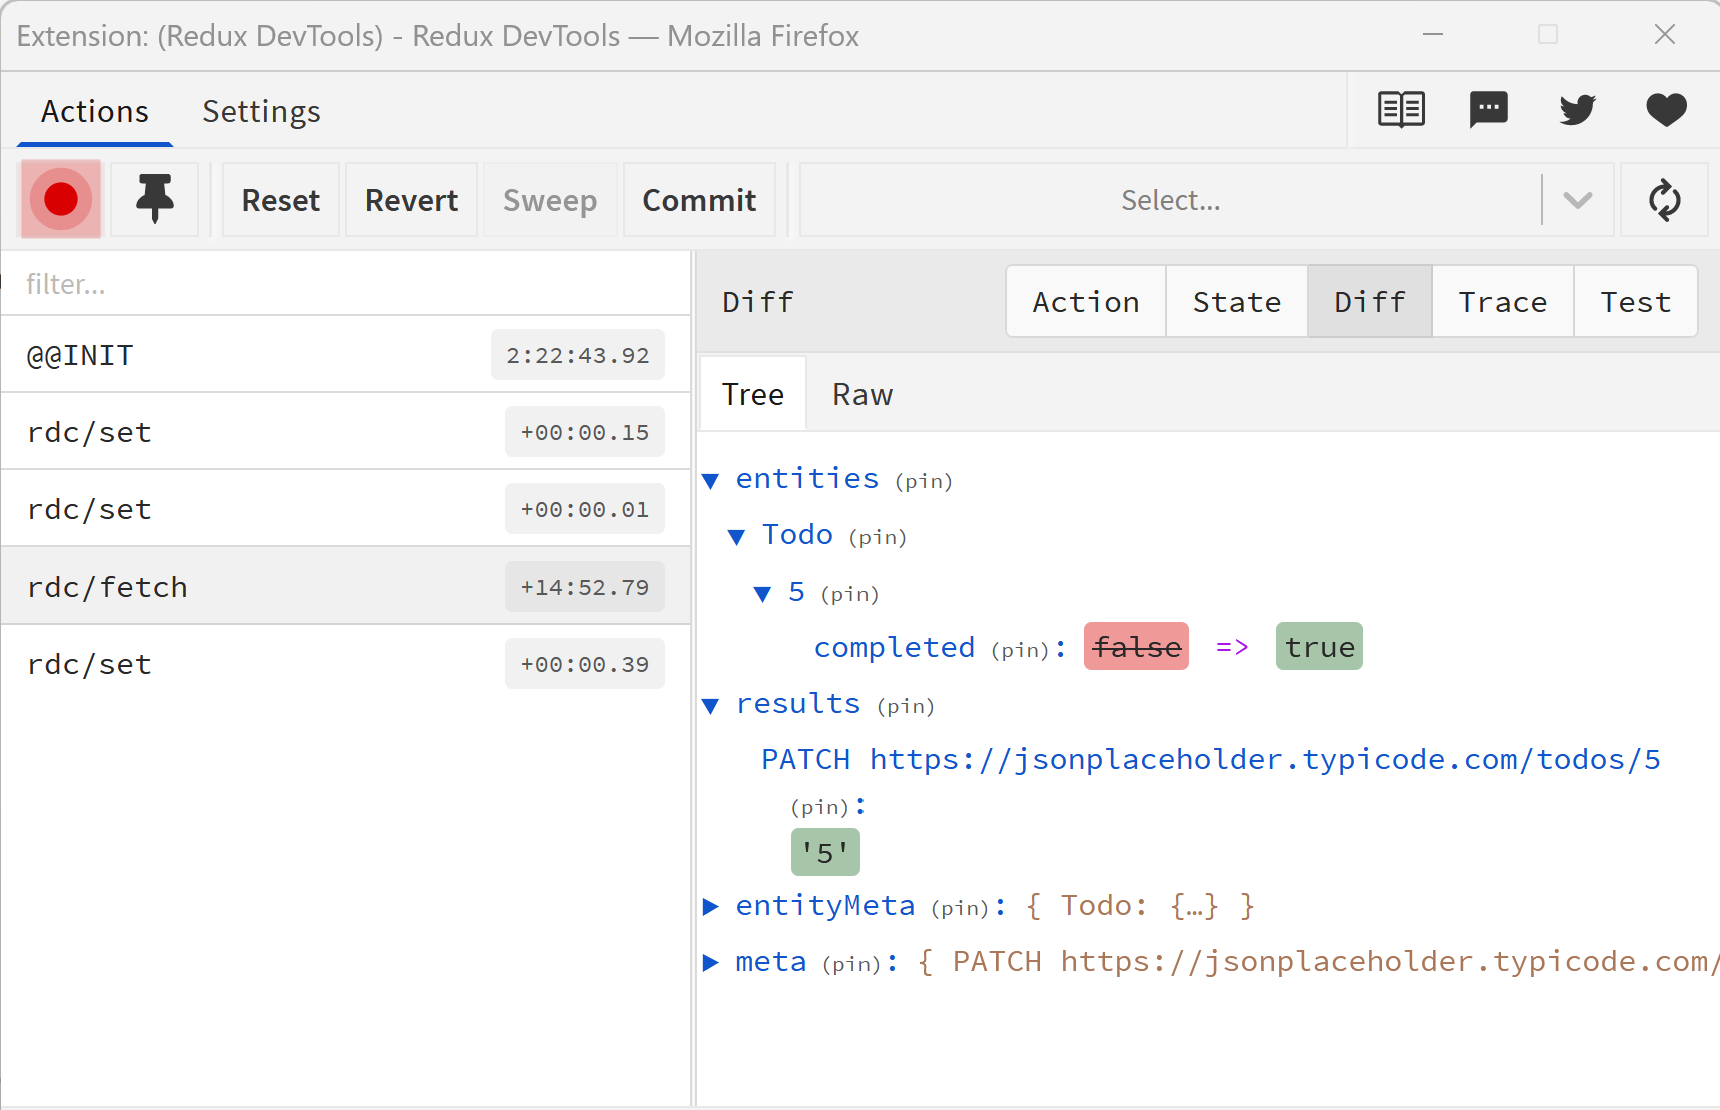 Extension: (Redux DevTools) - Redux DevTools — Mozilla Firefox
Actions Settings
Reset Revert Sweep Commit Select...
filter...
@@INIT 2:22:43.92
rdc/set +00:00.15
rdc/set +00:00.01
rdc/fetch +14:52.79
rdc/set +00:00.39
Diff Action State Diff Trace Test
Tree Raw
entities (pin)
Todo (pin)
5 (pin)
completed (pin): false => true
results (pin)
PATCH https://jsonplaceholder.typicode.com/todos/5
(pin):
'5'
entityMeta (pin): { Todo: {…} }
meta (pin): { PATCH https://jsonplaceholder.typicode.com/